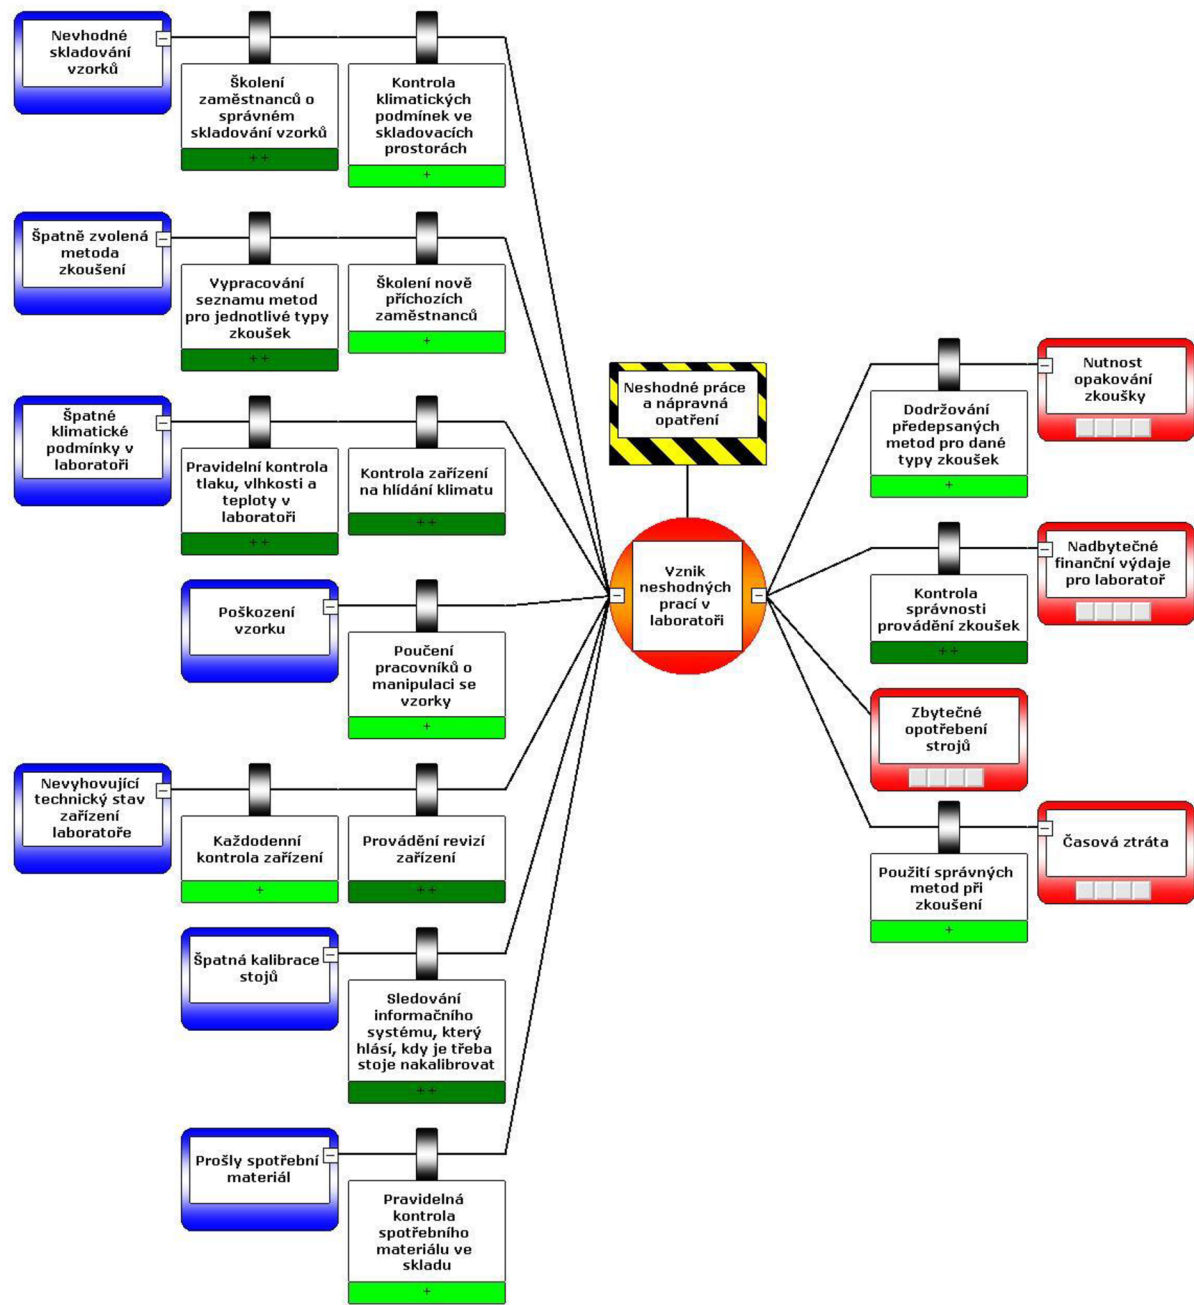 Nevhodné
skladování
vzorků
Školení
zaměstnanců o
správném
skladování vzorků
++
Kontrola
klimatických
podmínek ve
skladovacích
prostorách
+
Špatně zvolená
metoda
zkoušení
Vypracování
seznamu metod
pro jednotlivé typy
zkoušek
++
Školení nově
příchozích
zaměstnanců
+
Špatné
klimatické
podmínky v
laboratoři
Pravidelní kontrola
tlaku, vlhkosti a
teploty v
laboratoři
++
Kontrola zařízení
na hlídání klimatu
++
Poškození
vzorku
Poučení
pracovníků o
manipulaci se
vzorky
+
Nevyhovující
technický stav
zařízení
laboratoře
Každodenní
kontrola zařízení
+
Provádění revizí
zařízení
++
Špatná kalibrace
stojů
Sledování
informačního
systému, který
hlásí, kdy je třeba
stoje nakalibrovat
++
Prošly spotřební
materiál
Pravidelná
kontrola
spotřebního
materiálu ve
skladu
+
Neshodné práce
a nápravná
opatření
Vznik
neshodných
prací v
laboratoři
Dodržování
předepsaných
metod pro dané
typy zkoušek
+
Nutnost
opakování
zkoušky
Kontrola
správnosti
provádění zkoušek
++
Nadbytečné
finanční výdaje
pro laboratoř
Zbytečné
opotřebení
strojů
Použití správných
metod při
zkoušení
+
Časová ztráta